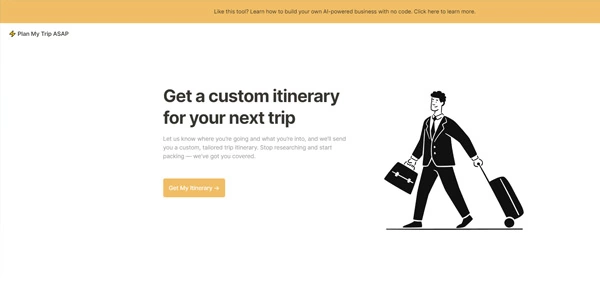 Like this tool? Learn how to build your own AI-powered business with no code. Click here to learn more.
Plan My Trip ASAP
Get a custom itinerary
for your next trip
Let us know where you're going and what you're into, and we'll send
you a custom, tailored trip itinerary. Stop researching and start
packing — we've got you covered.
Get My Itinerary →